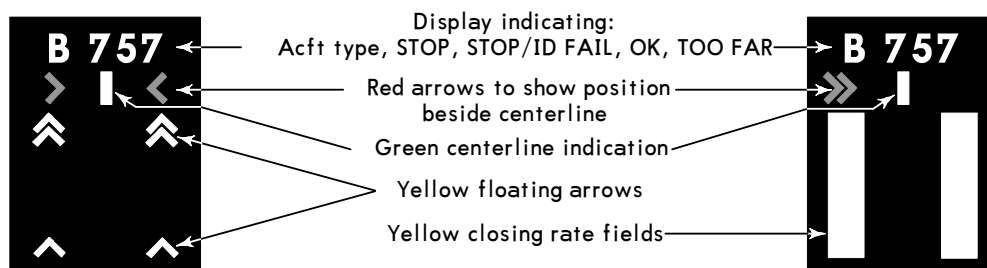 B 757
Display indicating:
Acft type, STOP, STOP/ID FAIL, OK, TOO FAR
B 757
Red arrows to show position
beside centerline
Green centerline indication
Yellow floating arrows
Yellow closing rate fields